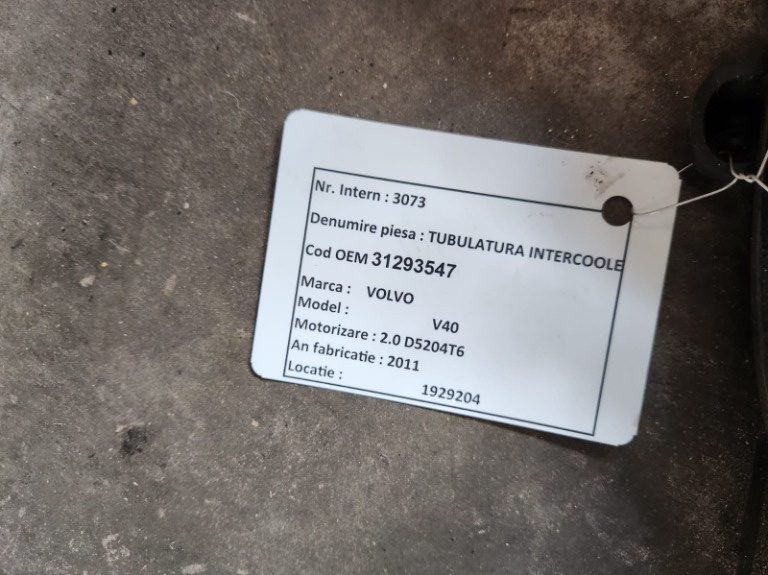 Nr. Intern : 3073
Denumire piesa : TUBULATURA INTERCOOLE
Cod OEM 31293547
Marca : VOLVO
Model :
V40
Motorizare : 2.0 D5204T6
An fabricatie : 2011
Locatie :
1929204